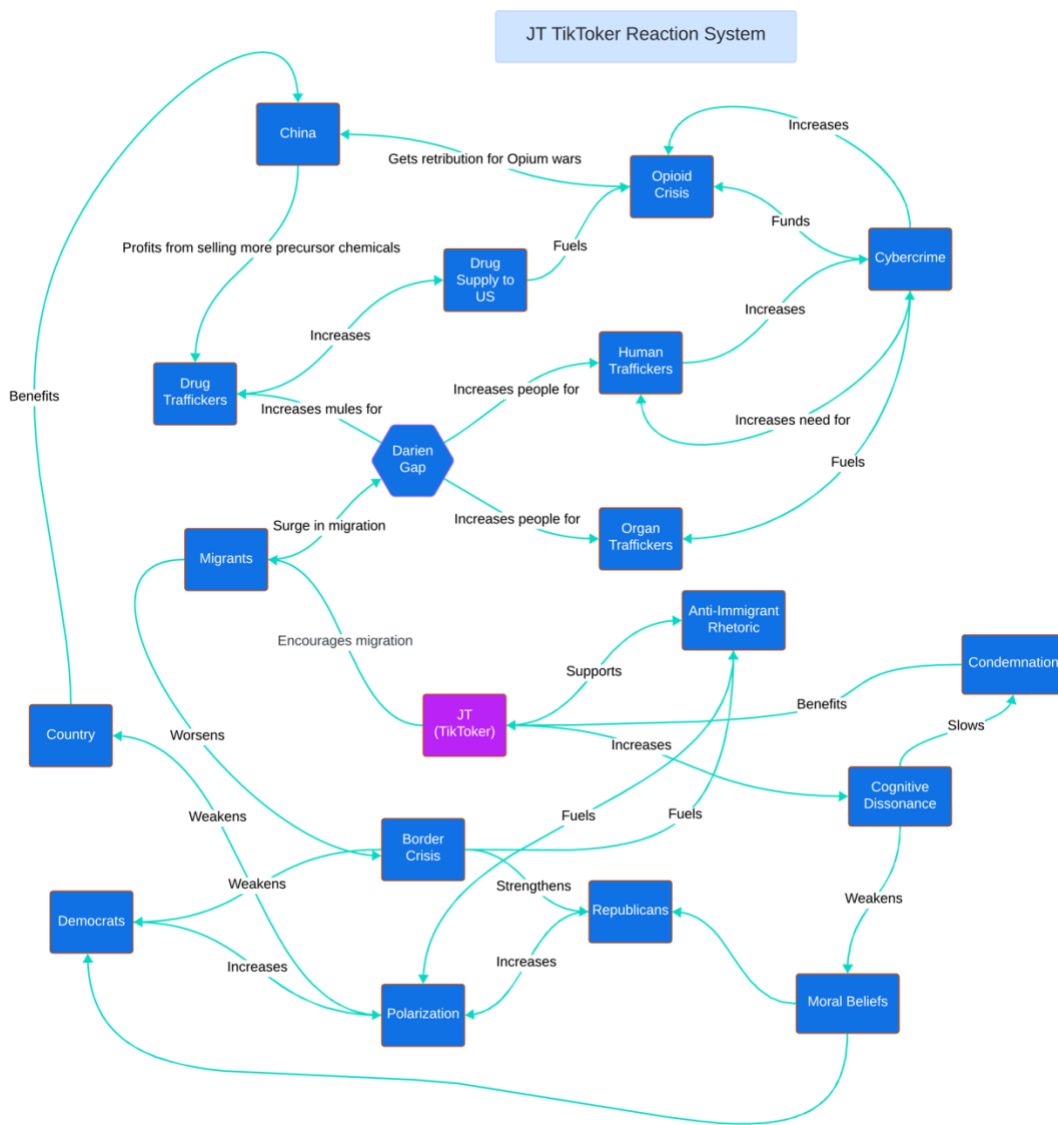 JT TikToker Reaction System
China
Increases
Gets retribution for Opium wars
Opioid
Crisis
Funds
Profits from selling more precursor chemicals
Fuels
Cybercrime
Drug
Supply to
US
Increases
Increases
Human
Traffickers
Drug
Traffickers
Increases people for
Benefits
Increases mules for
Increases need for
Darien
Gap
Fuels
Surge in migration
Increases people for
Organ
Traffickers
Migrants
Anti-Immigrant
Rhetoric
Encourages migration
Supports
Condemnation
Benefits
JT
(TikToker)
Slows
Country
Worsens
Increases
Cognitive
Dissonance
Weakens
Fuels
Fuels
Border
Crisis
Weakens
Strengthens
Weakens
Democrats
Republicans
Increases
Increases
Moral Beliefs
Polarization